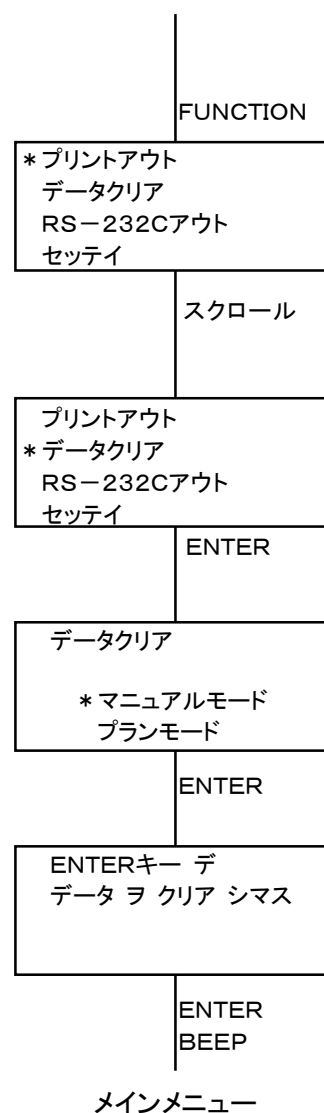 FUNCTION
*プリントアウト
データクリア
RS－232Cアウト
セッテイ
スクロール
プリントアウト
*データクリア
RS－232Cアウト
セッテイ
ENTER
データクリア
*マニュアルモード
プランモード
ENTER
ENTERキー デ
データ ヲ クリア シマス
ENTER
BEEP
メインメニュー